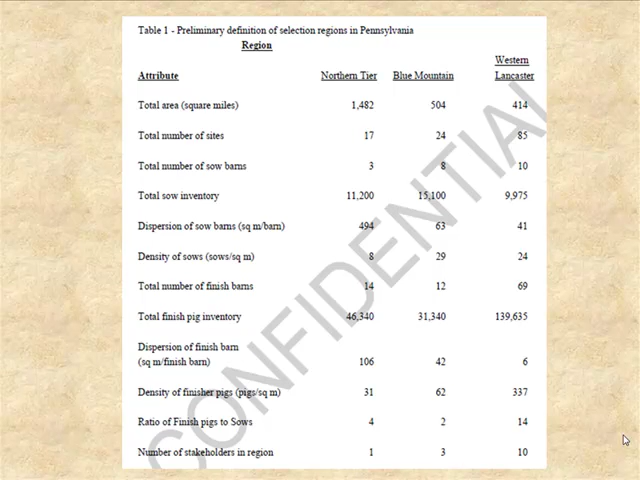 Table 1 - Preliminary definition of selection regions in Pennsylvania
Region
Western
Attribute Northern Tier Blue Mountain Lancaster
Total area (square miles) 1,482 504 414
Total number of sites 17 24 85
Total number of sow barns 3 8 10
Total sow inventory 11,200 15,100 9,975
Dispersion of sow barns (sq m/barn) 494 63 41
Density of sows (sows/sq m) 8 29 24
Total number of finish barns 14 12 69
Total finish pig inventory 46,340 31,340 139,635
Dispersion of finish barn
(sq m/finish barn) 106 42 6
Density of finisher pigs (pigs/sq m) 31 62 337
Ratio of Finish pigs to Sows 4 2 14
Number of stakeholders in region 1 3 10
CONFIDENTIAL